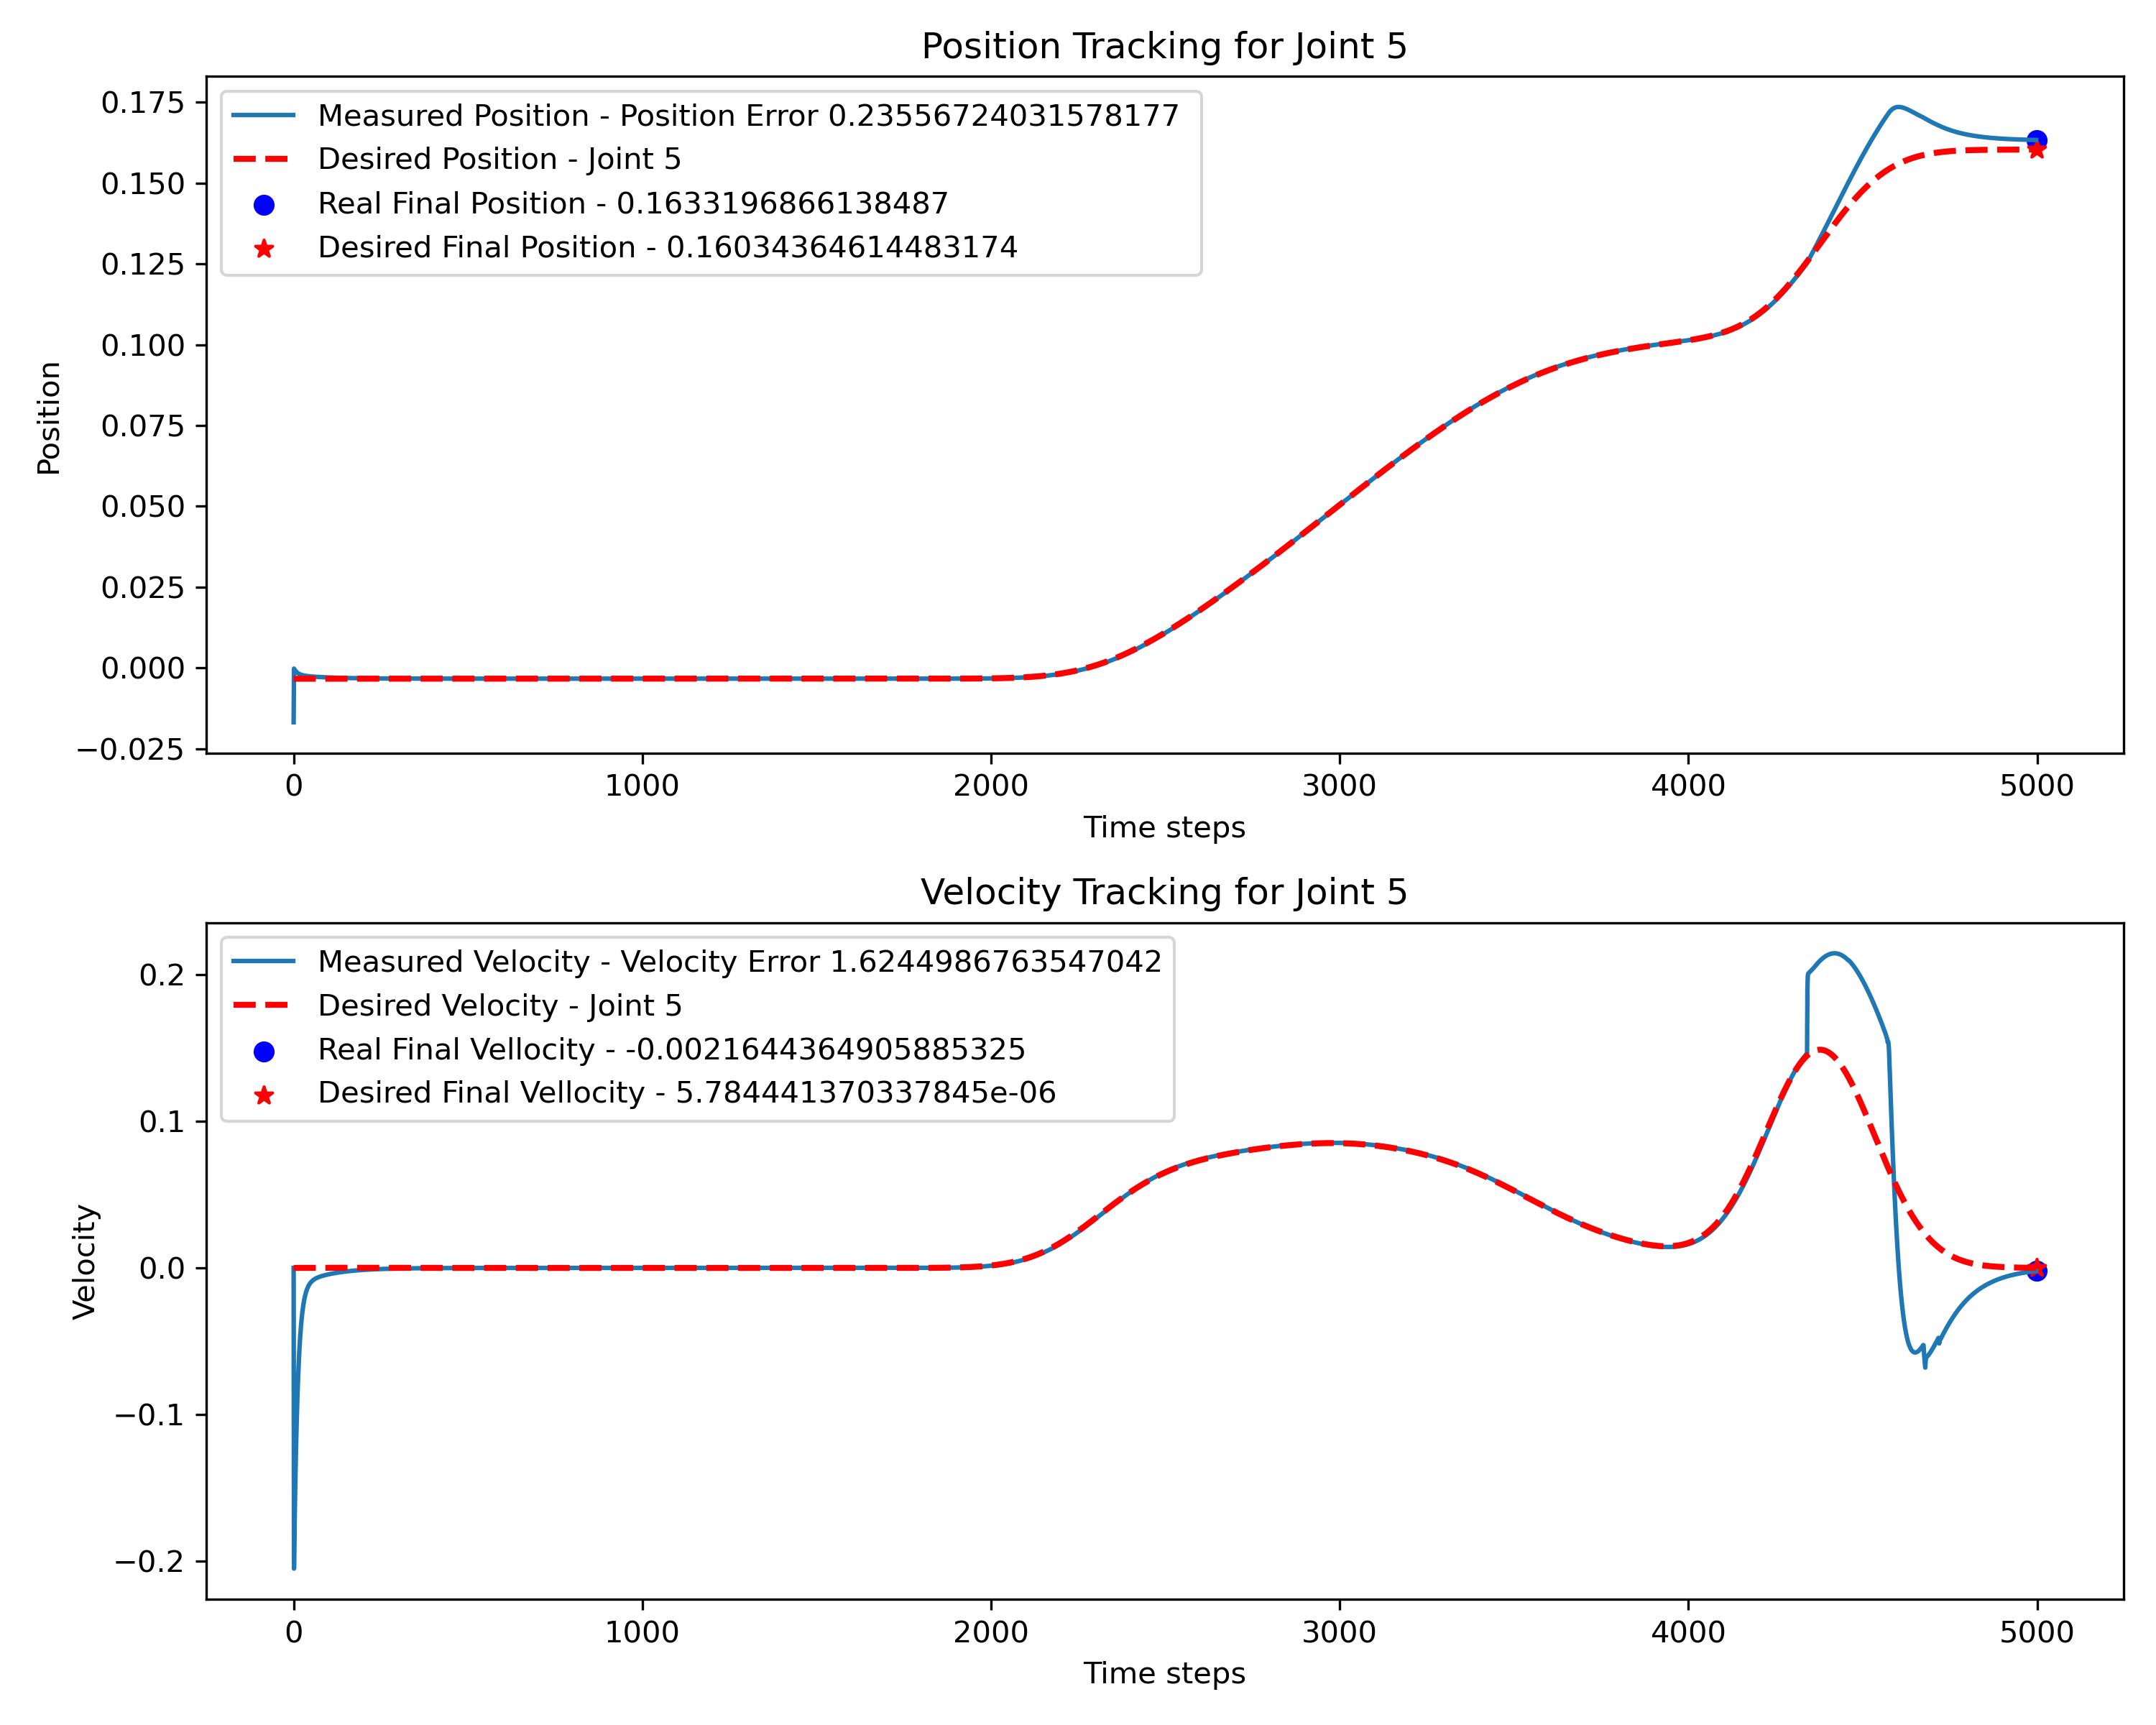 Position Tracking for Joint 5
Measured Position - Position Error 0.23556724031578177
Desired Position - Joint 5
Real Final Position - 0.1633196866138487
Desired Final Position - 0.16034364614483174
0.175
0.150
0.125
0.100
0.075
0.050
0.025
0.000
−0.025
Position
0 1000 2000 3000 4000 5000
Time steps
Velocity Tracking for Joint 5
Measured Velocity - Velocity Error 1.6244986763547042
Desired Velocity - Joint 5
Real Final Vellocity - -0.0021644364905885325
Desired Final Vellocity - 5.784441370337845e-06
0.2
0.1
0.0
−0.1
−0.2
Velocity
0 1000 2000 3000 4000 5000
Time steps